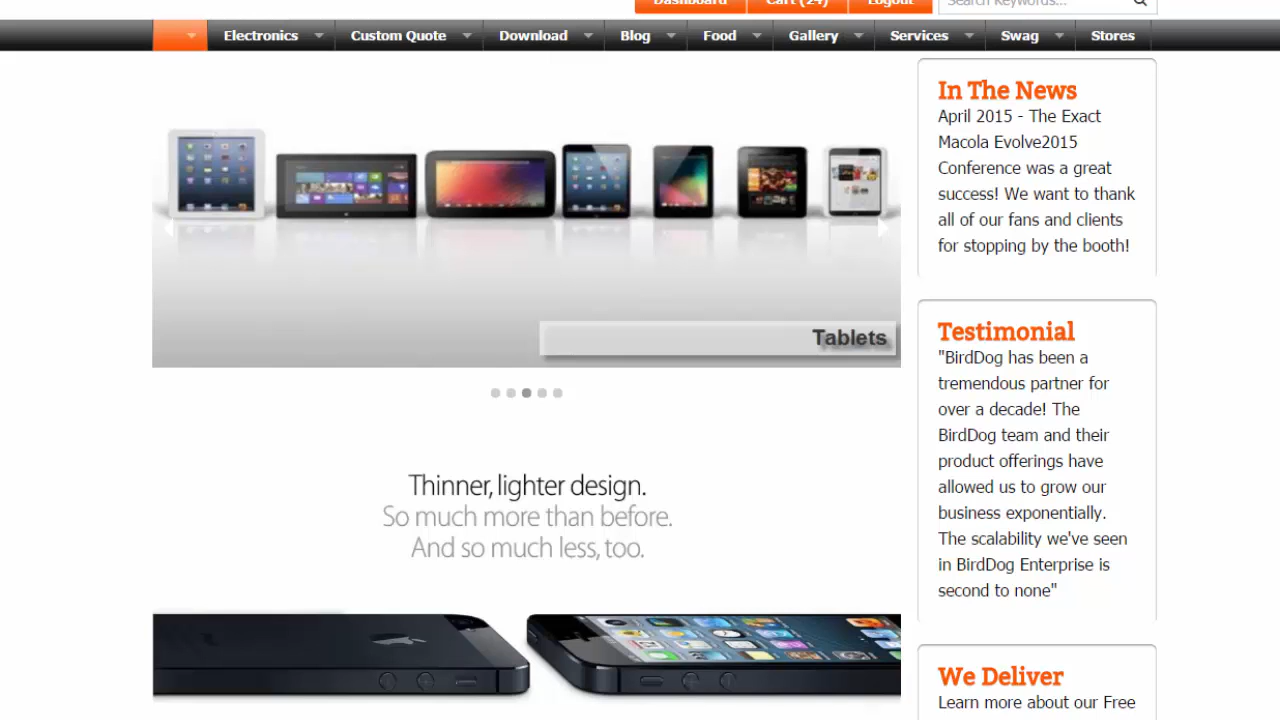 Dashboard Cart (24) Logout Search Keywords...
Electronics Custom Quote Download Blog Food Gallery Services Swag Stores
Tablets
Thinner, lighter design.
So much more than before.
And so much less, too.
In The News
April 2015 - The Exact
Macola Evolve2015
Conference was a great
success! We want to thank
all of our fans and clients
for stopping by the booth!
Testimonial
"BirdDog has been a
tremendous partner for
over a decade! The
BirdDog team and their
product offerings have
allowed us to grow our
business exponentially.
The scalability we've seen
in BirdDog Enterprise is
second to none"
We Deliver
Learn more about our Free